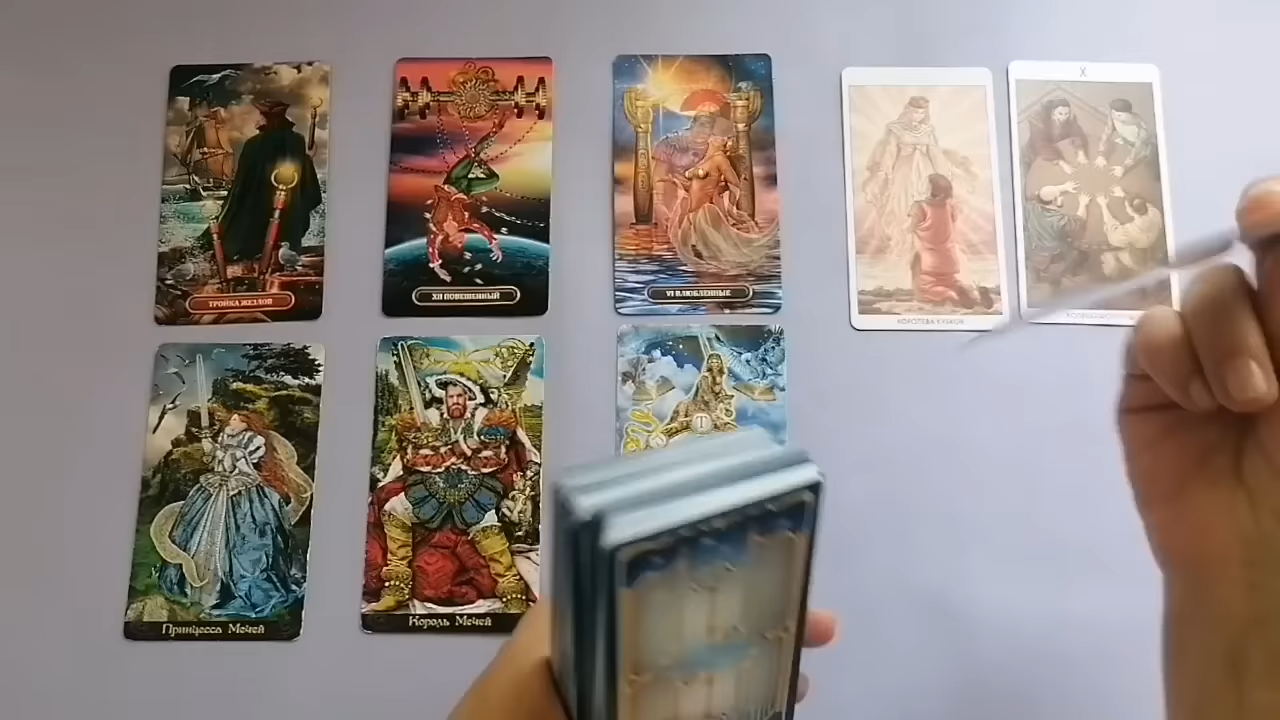 ТРОЙКА ЖЕЗЛОВ
XII ПОВЕШЕННЫЙ
VI ВЛЮБЛЕННЫЕ
КОРОЛЕВА КУБКОВ
X
Принцесса Мечей
Король Мечей